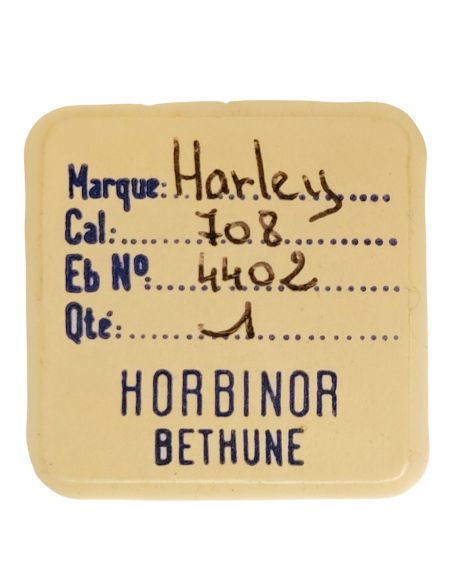 Marque: Harley
Cal: 708
Eb Nº: 4402
Qté: 1
HORBINOR
BETHUNE